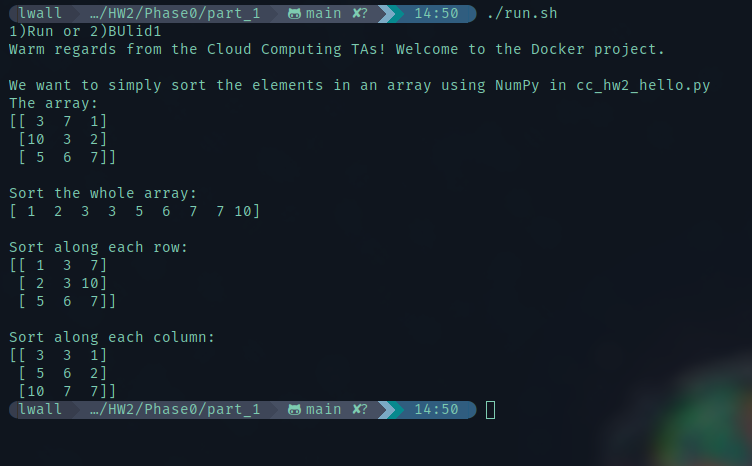 lwall …/HW2/Phase0/part_1 main ✘? 14:50 ./run.sh
1)Run or 2)BUlid1
Warm regards from the Cloud Computing TAs! Welcome to the Docker project.
We want to simply sort the elements in an array using NumPy in cc_hw2_hello.py
The array:
[[ 3  7  1]
 [10  3  2]
 [ 5  6  7]]
Sort the whole array:
[ 1  2  3  3  5  6  7  7 10]
Sort along each row:
[[ 1  3  7]
 [ 2  3 10]
 [ 5  6  7]]
Sort along each column:
[[ 3  3  1]
 [ 5  6  2]
 [10  7  7]]
lwall …/HW2/Phase0/part_1 main ✘? 14:50